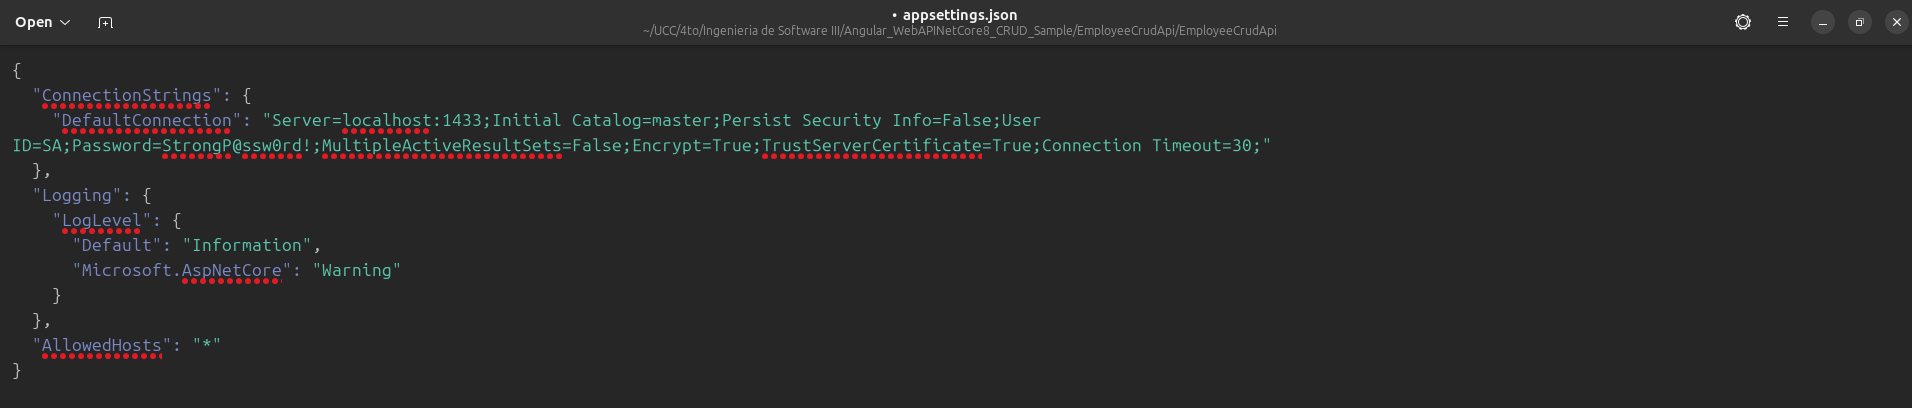 Open
• appsettings.json
~/UCC/4to/Ingenieria de Software III/Angular_WebAPINetCore8_CRUD_Sample/EmployeeCrudApi/EmployeeCrudApi
{
  "ConnectionStrings": {
    "DefaultConnection": "Server=localhost:1433;Initial Catalog=master;Persist Security Info=False;User
ID=SA;Password=StrongP@ssw0rd!;MultipleActiveResultSets=False;Encrypt=True;TrustServerCertificate=True;Connection Timeout=30;"
  },
  "Logging": {
    "LogLevel": {
      "Default": "Information",
      "Microsoft.AspNetCore": "Warning"
    }
  },
  "AllowedHosts": "*"
}